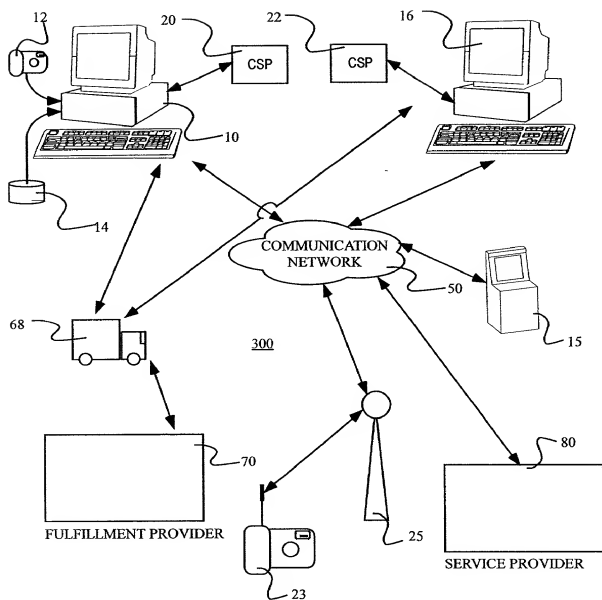 12
20
CSP
22
CSP
16
10
14
COMMUNICATION
NETWORK
50
15
68
300
70
FULFILLMENT PROVIDER
25
23
80
SERVICE PROVIDER